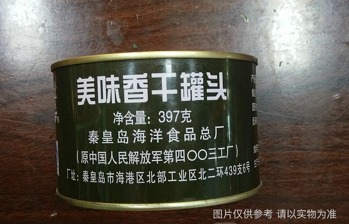 美味香干罐头
净含量：397克
秦皇岛海洋食品总厂
（原中国人民解放军第四〇〇三工厂）
厂址：秦皇岛市海港区北部工业区北二环439支6号
图片仅供参考 请以实物为准